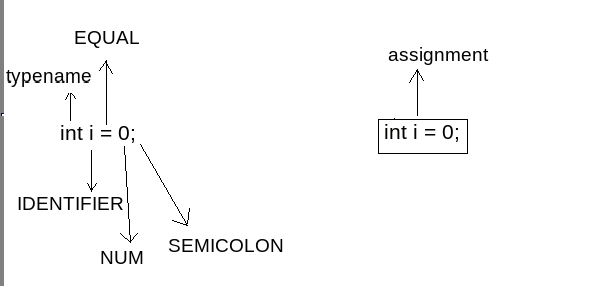 EQUAL
typename
int i = 0;
IDENTIFIER
NUM
SEMICOLON
assignment
int i = 0;